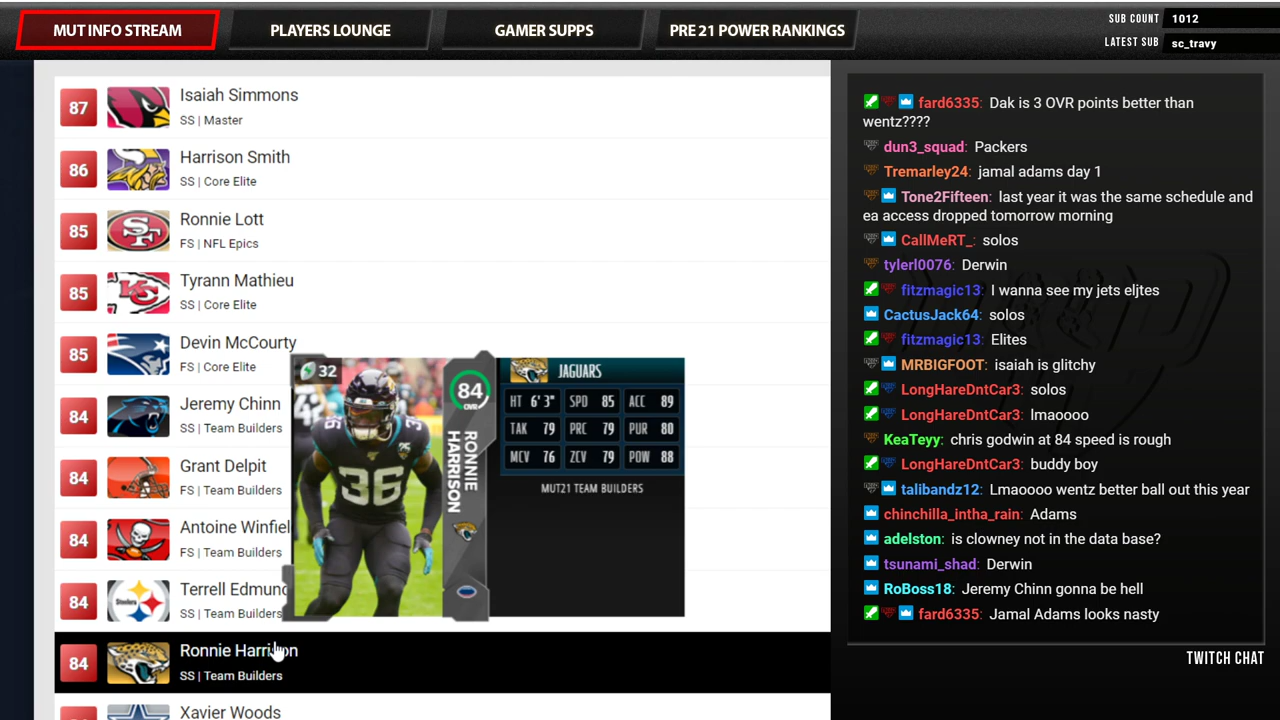 MUT INFO STREAM
PLAYERS LOUNGE
GAMER SUPPS
PRE 21 POWER RANKINGS
SUB COUNT 1012
LATEST SUB sc_travy
87 Isaiah Simmons
SS | Master
86 Harrison Smith
SS | Core Elite
85 Ronnie Lott
FS | NFL Epics
85 Tyrann Mathieu
SS | Core Elite
85 Devin McCourty
FS | Core Elite
84 Jeremy Chinn
SS | Team Builders
84 Grant Delpit
FS | Team Builders
84 Antoine Winfiel
FS | Team Builders
84 Terrell Edmund
SS | Team Builders
84 Ronnie Harrison
SS | Team Builders
Xavier Woods
32
84
OVR
RONNIE
HARRISON
36
JAGUARS
HT 6' 3" SPD 85 ACC 89
TAK 79 PRC 79 PUR 80
MCV 76 ZCV 79 POW 88
MUT21 TEAM BUILDERS
fard6335: Dak is 3 OVR points better than
wentz????
dun3_squad: Packers
Tremarley24: jamal adams day 1
Tone2Fifteen: last year it was the same schedule and
ea access dropped tomorrow morning
CallMeRT_: solos
tylerl0076: Derwin
fitzmagic13: I wanna see my jets eljtes
CactusJack64: solos
fitzmagic13: Elites
MRBIGFOOT: isaiah is glitchy
LongHareDntCar3: solos
LongHareDntCar3: lmaoooo
KeaTeyy: chris godwin at 84 speed is rough
LongHareDntCar3: buddy boy
talibandz12: Lmaoooo wentz better ball out this year
chinchilla_intha_rain: Adams
adelston: is clowney not in the data base?
tsunami_shad: Derwin
RoBoss18: Jeremy Chinn gonna be hell
fard6335: Jamal Adams looks nasty
TWITCH CHAT